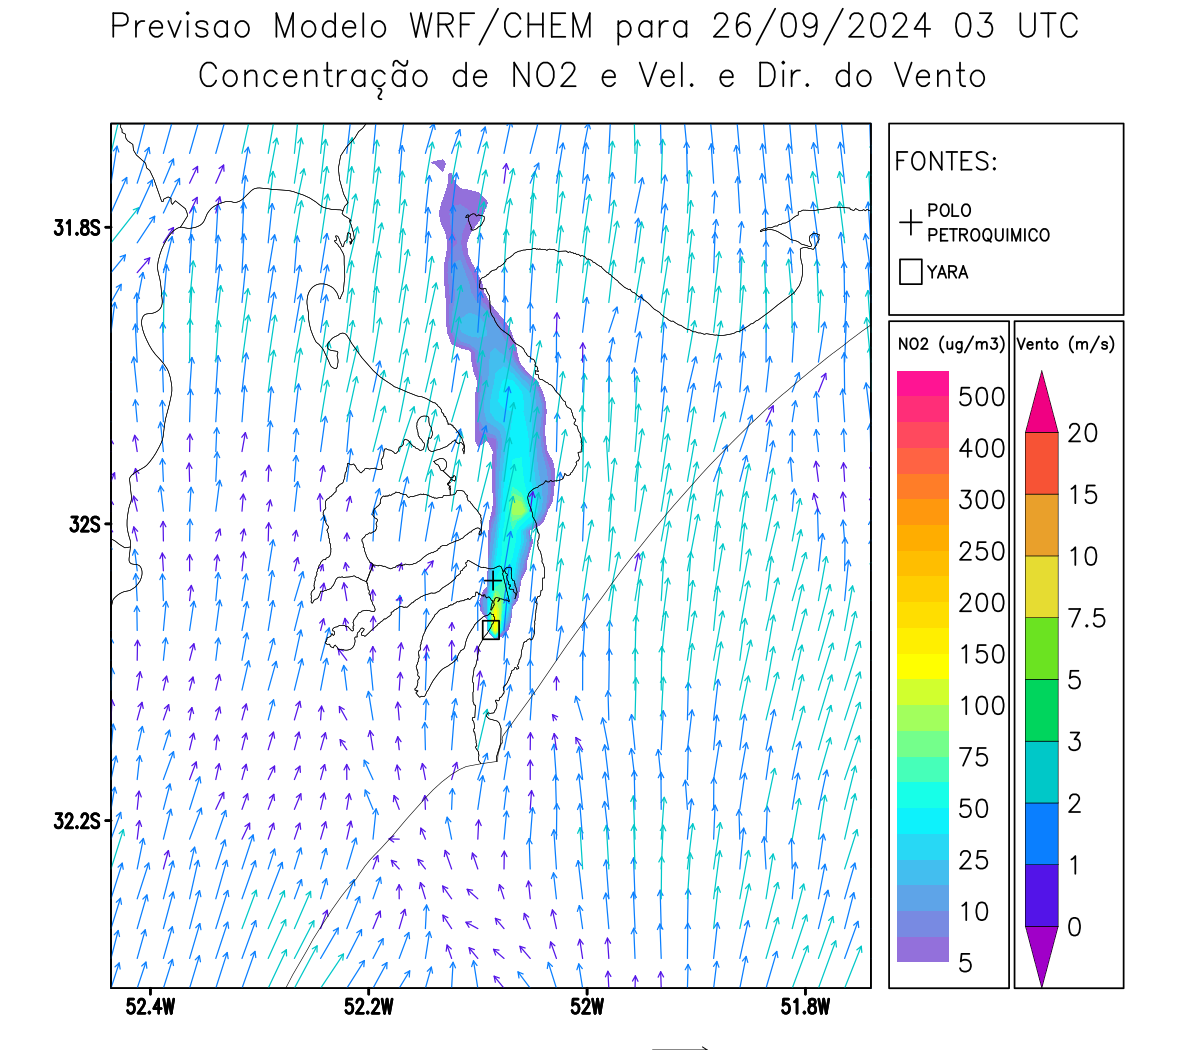 Previsao Modelo WRF/CHEM para 26/09/2024 03 UTC
Concentração de NO2 e Vel. e Dir. do Vento
FONTES:
POLO
PETROQUIMICO
YARA
NO2 (ug/m3)
500
400
300
250
200
150
100
75
50
25
10
5
Vento (m/s)
20
15
10
7.5
5
3
2
1
0
31.8S
32S
32.2S
52.4W
52.2W
52W
51.8W